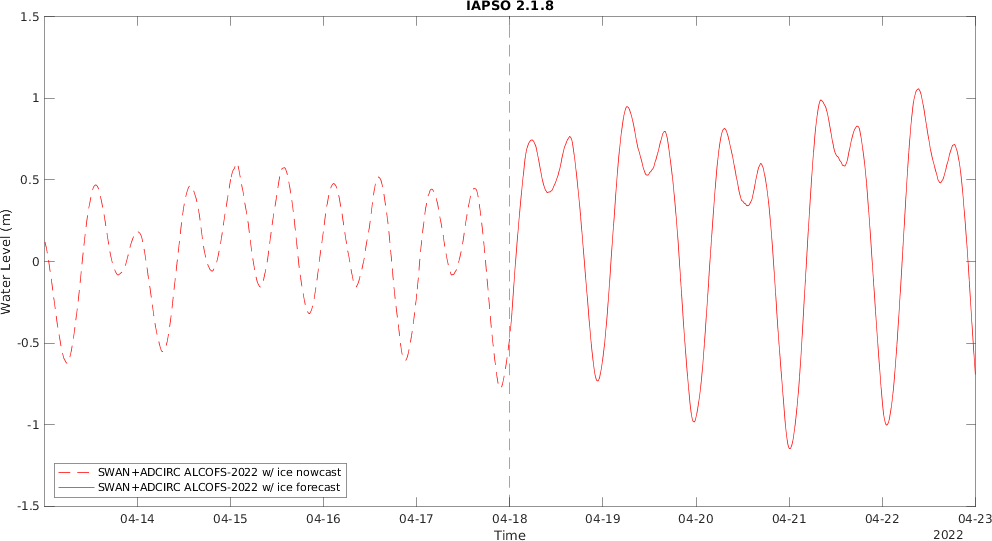 IAPSO 2.1.8
1.5
1
0.5
0
-0.5
-1
-1.5
Water Level (m)
SWAN+ADCIRC ALCOFS-2022 w/ ice nowcast
SWAN+ADCIRC ALCOFS-2022 w/ ice forecast
04-14 04-15 04-16 04-17 04-18 04-19 04-20 04-21 04-22 04-23
Time
2022